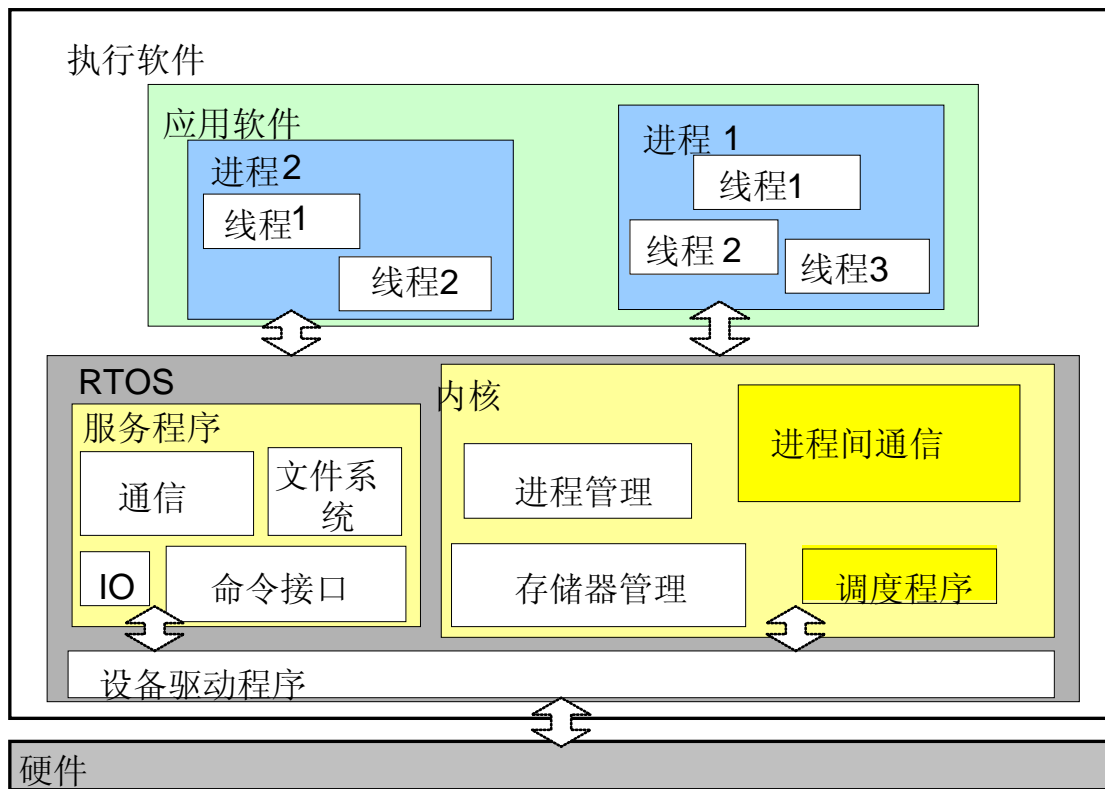 执行软件
应用软件
进程2
线程1
线程2
进程 1
线程1
线程 2
线程3
RTOS
服务程序
通信
文件系
统
IO
命令接口
内核
进程管理
进程间通信
存储器管理
调度程序
设备驱动程序
硬件